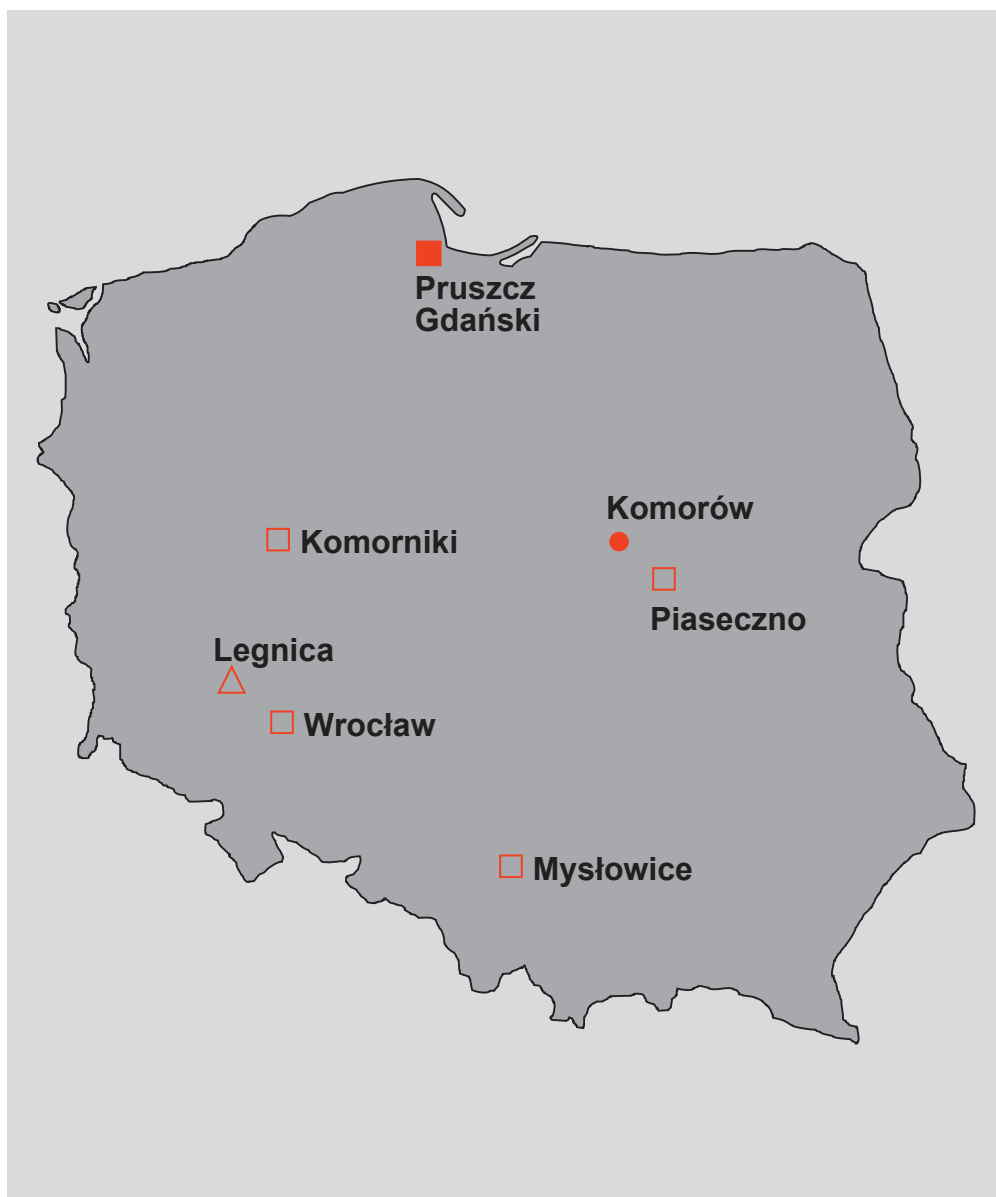 Pruszcz
Gdański
Komorów
Komorniki
Piaseczno
Legnica
Wrocław
Mysłowice